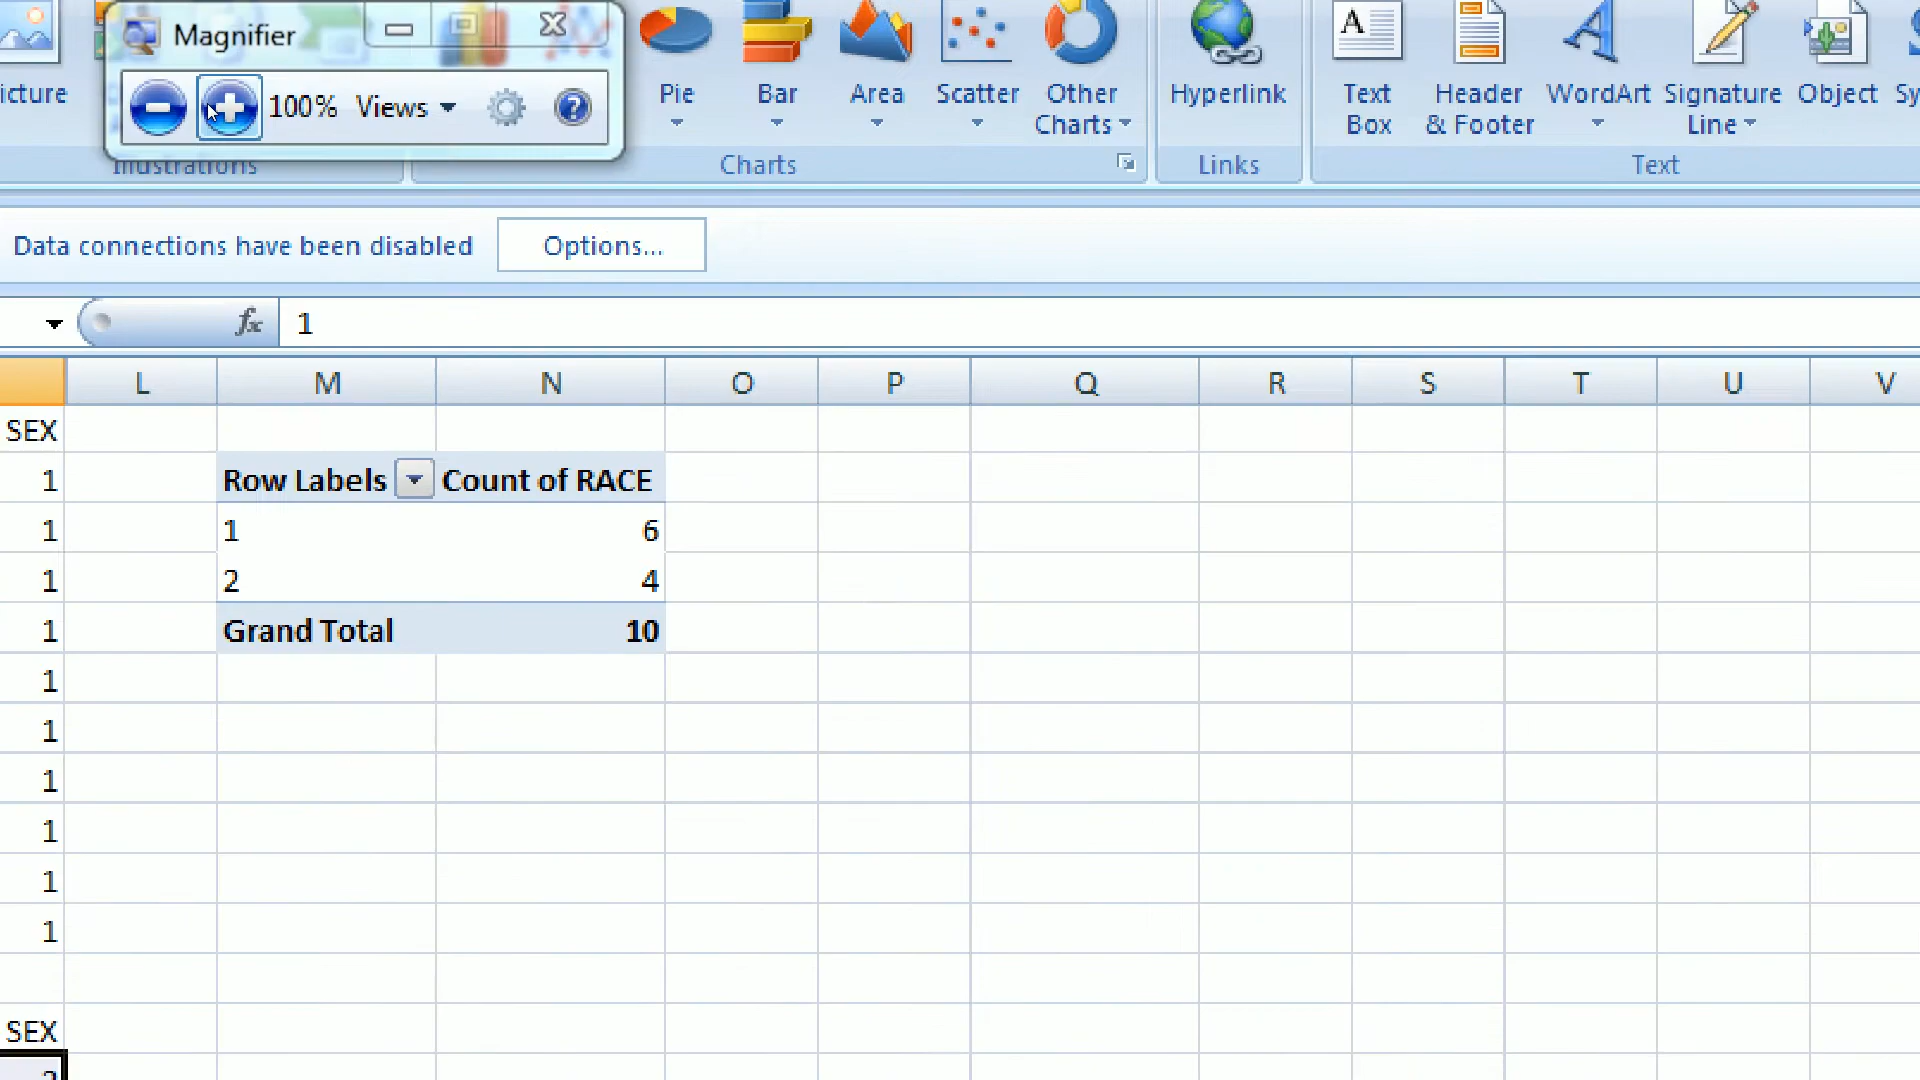 Magnifier
100% Views
icture
Illustrations
Pie
Bar
Area
Scatter
Other
Charts
Charts
Hyperlink
Links
Text
Box
Header
& Footer
WordArt
Signature
Line
Object
Sy
Text
Data connections have been disabled
Options...
fx 1
L M N O P Q R S T U V
SEX
1 Row Labels Count of RACE
1 1 6
1 2 4
1 Grand Total 10
1
1
1
1
1
1
SEX